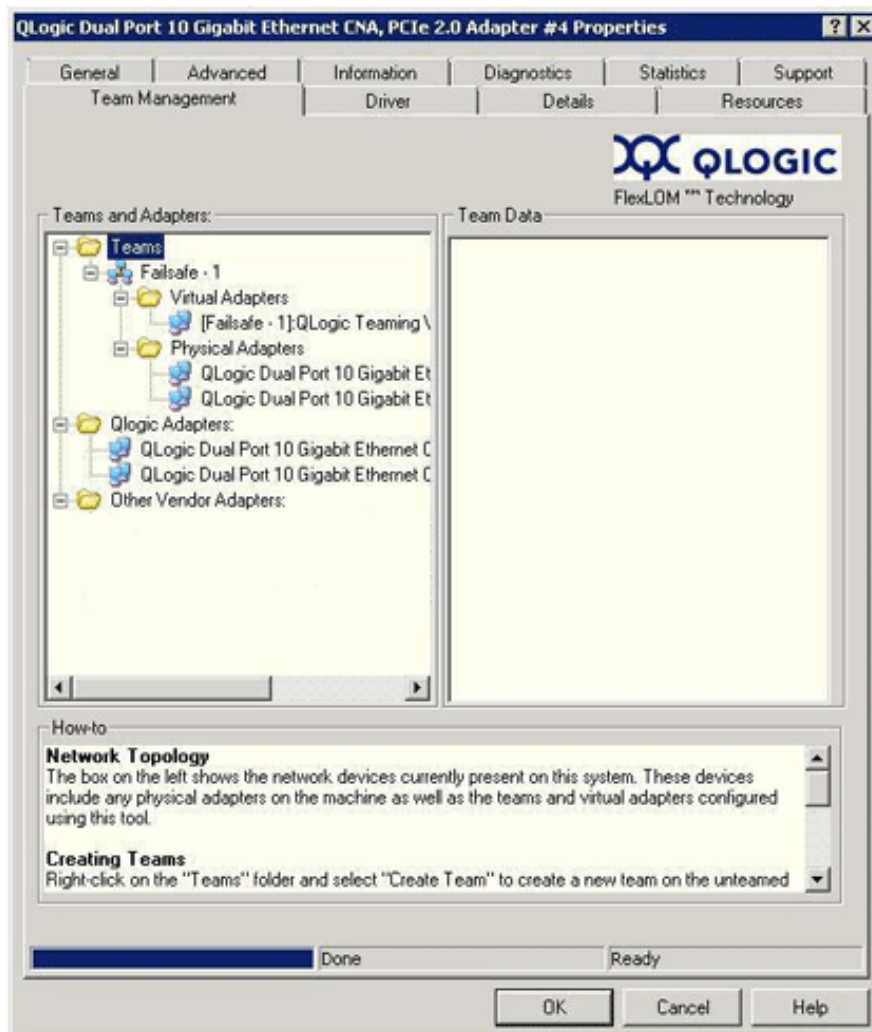 QLogic Dual Port 10 Gigabit Ethernet CNA, PCIe 2.0 Adapter #4 Properties
General Advanced Information Diagnostics Statistics Support
Team Management Driver Details Resources
QLOGIC
FlexLOM ™ Technology
Teams and Adapters:
Teams
Failsafe - 1
Virtual Adapters
[Failsafe - 1]:QLogic Teaming
Physical Adapters
QLogic Dual Port 10 Gigabit Et
QLogic Dual Port 10 Gigabit Et
Qlogic Adapters:
QLogic Dual Port 10 Gigabit Ethernet C
QLogic Dual Port 10 Gigabit Ethernet C
Other Vendor Adapters:
Team Data
How-to
Network Topology
The box on the left shows the network devices currently present on this system. These devices
include any physical adapters on the machine as well as the teams and virtual adapters configured
using this tool.
Creating Teams
Right-click on the "Teams" folder and select "Create Team" to create a new team on the unteamed
Done Ready
OK Cancel Help